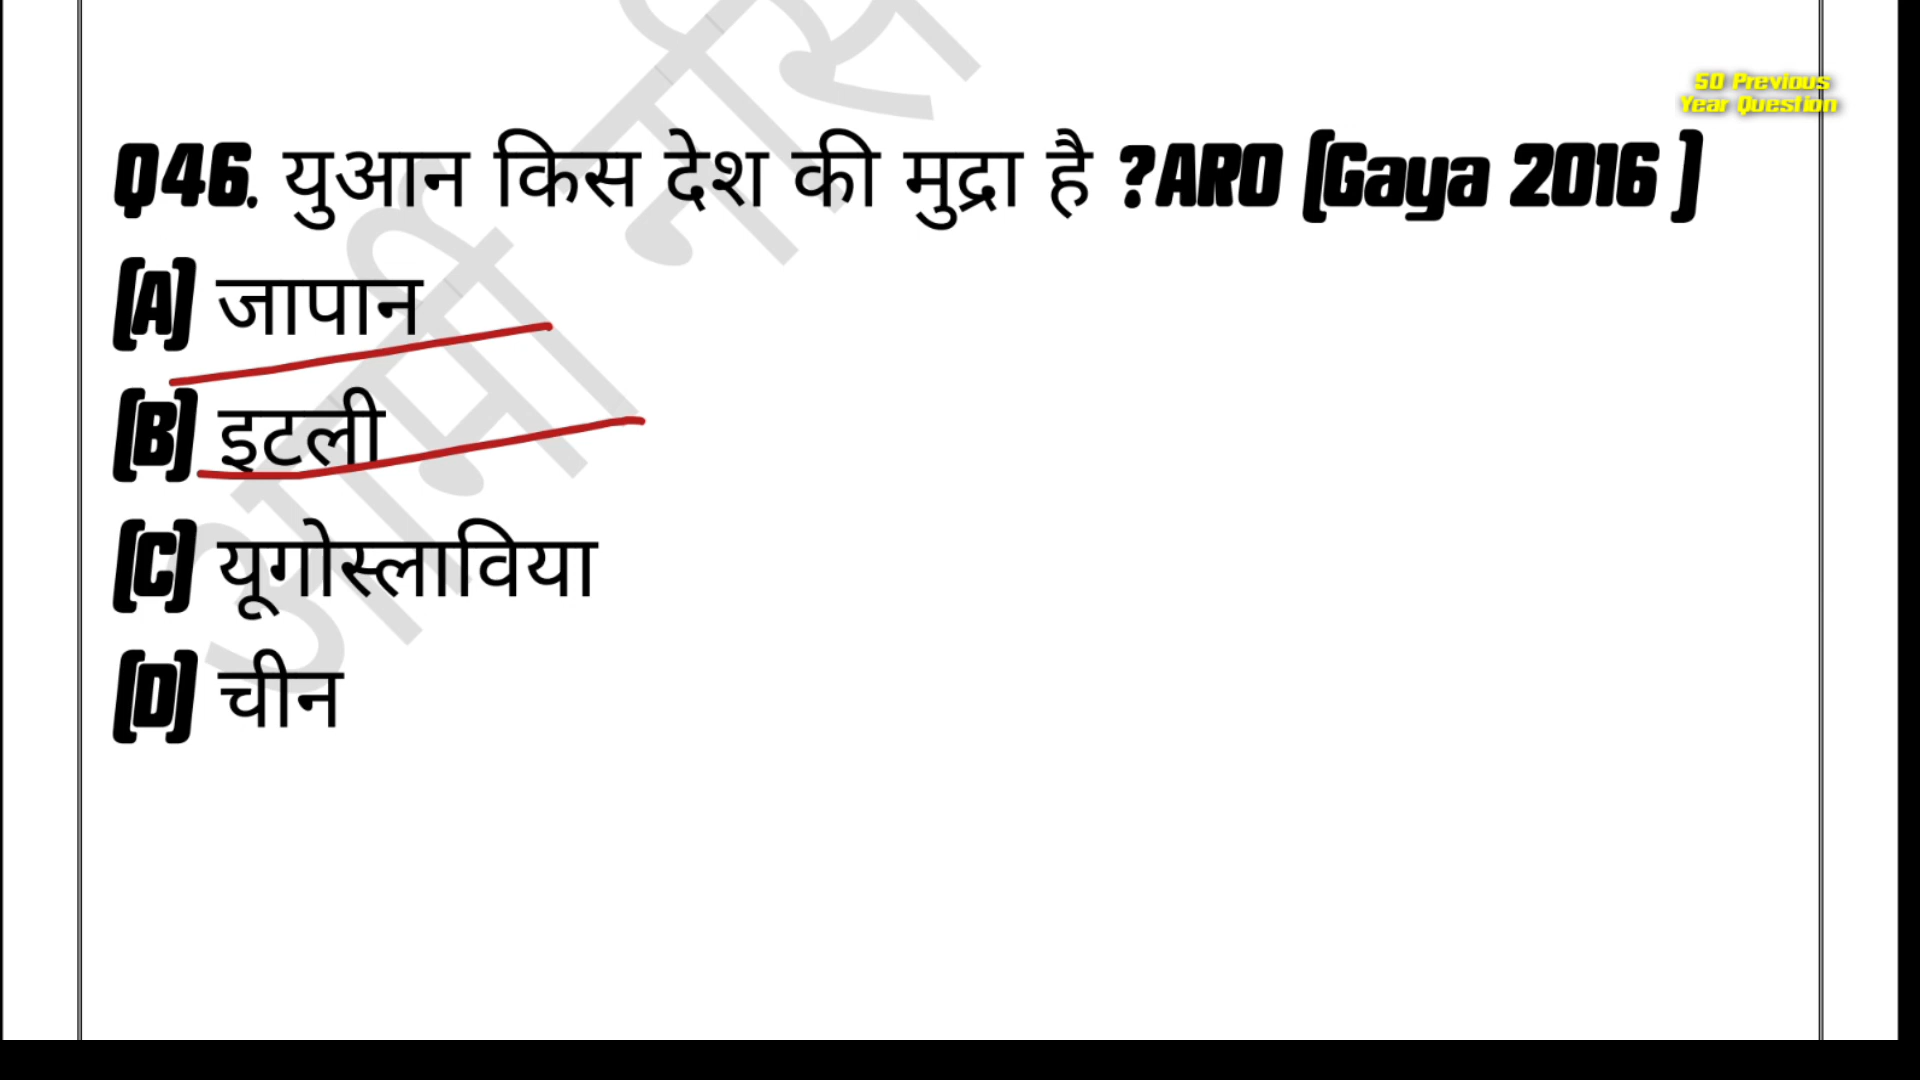 50 Previous
Year Question
Q46. युआन किस देश की मुद्रा है ?ARO (Gaya 2016 )
(A) जापान
(B) इटली
(C) यूगोस्लाविया
(D) चीन